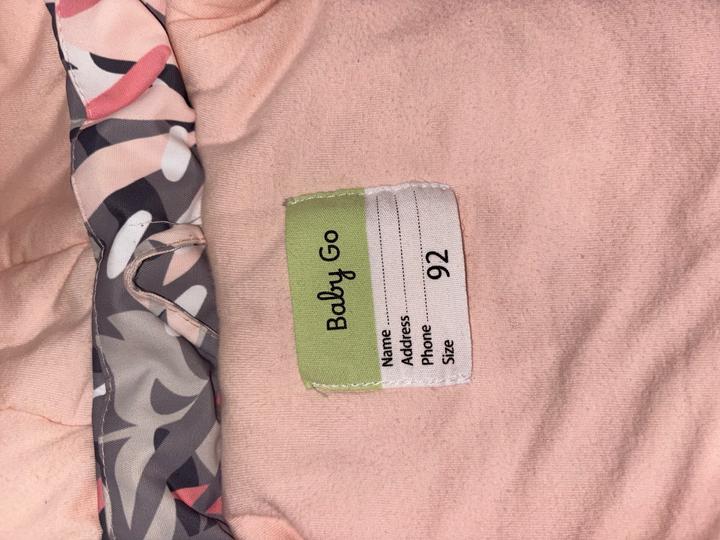 Baby Go
Name ........................
Address ........................
Phone ........................
Size 92